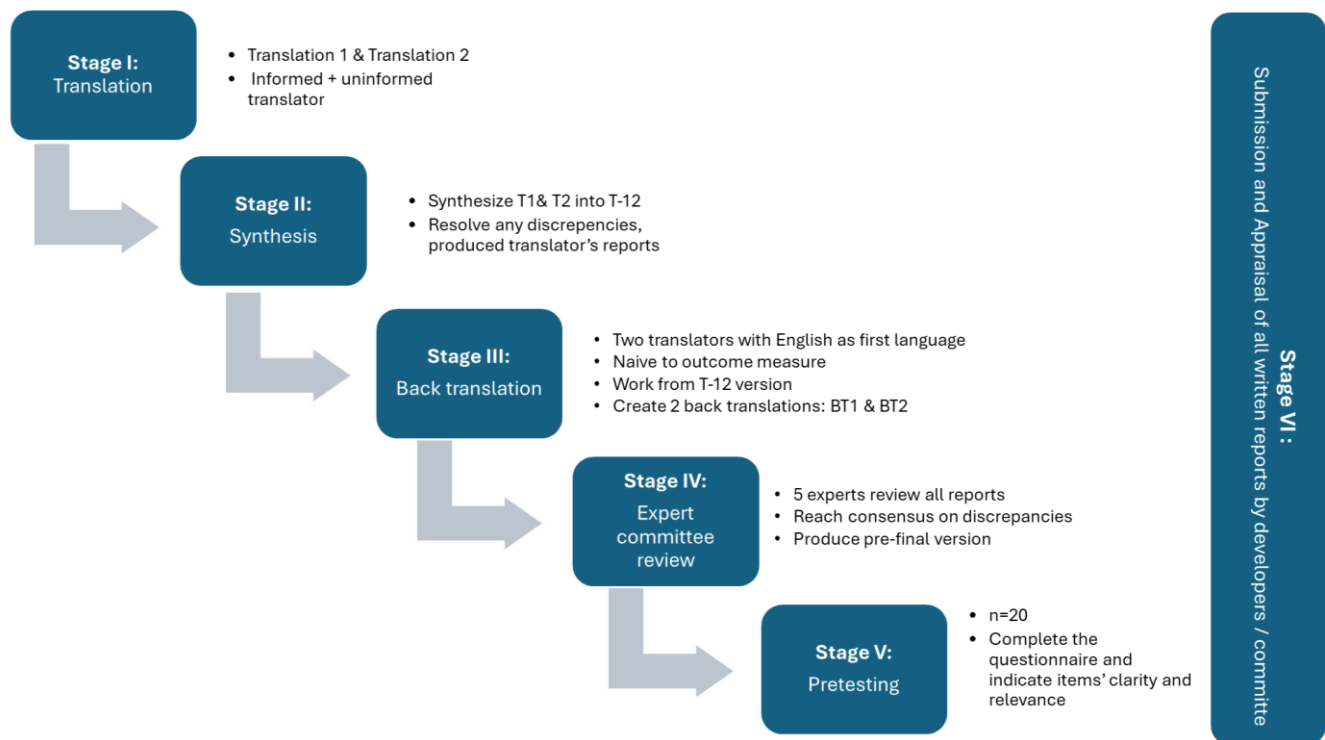 Stage I:
Translation
• Translation 1 & Translation 2
• Informed + uninformed
translator
Stage II:
Synthesis
• Synthesize T1& T2 into T-12
• Resolve any discrepencies,
produced translator’s reports
Stage III:
Back translation
• Two translators with English as first language
• Naive to outcome measure
• Work from T-12 version
• Create 2 back translations: BT1 & BT2
Stage IV:
Expert
committee
review
• 5 experts review all reports
• Reach consensus on discrepancies
• Produce pre-final version
Stage V:
Pretesting
• n=20
• Complete the
questionnaire and
indicate items’ clarity and
relevance
Stage VI :
Submission and Appraisal of all written reports by developers / committe